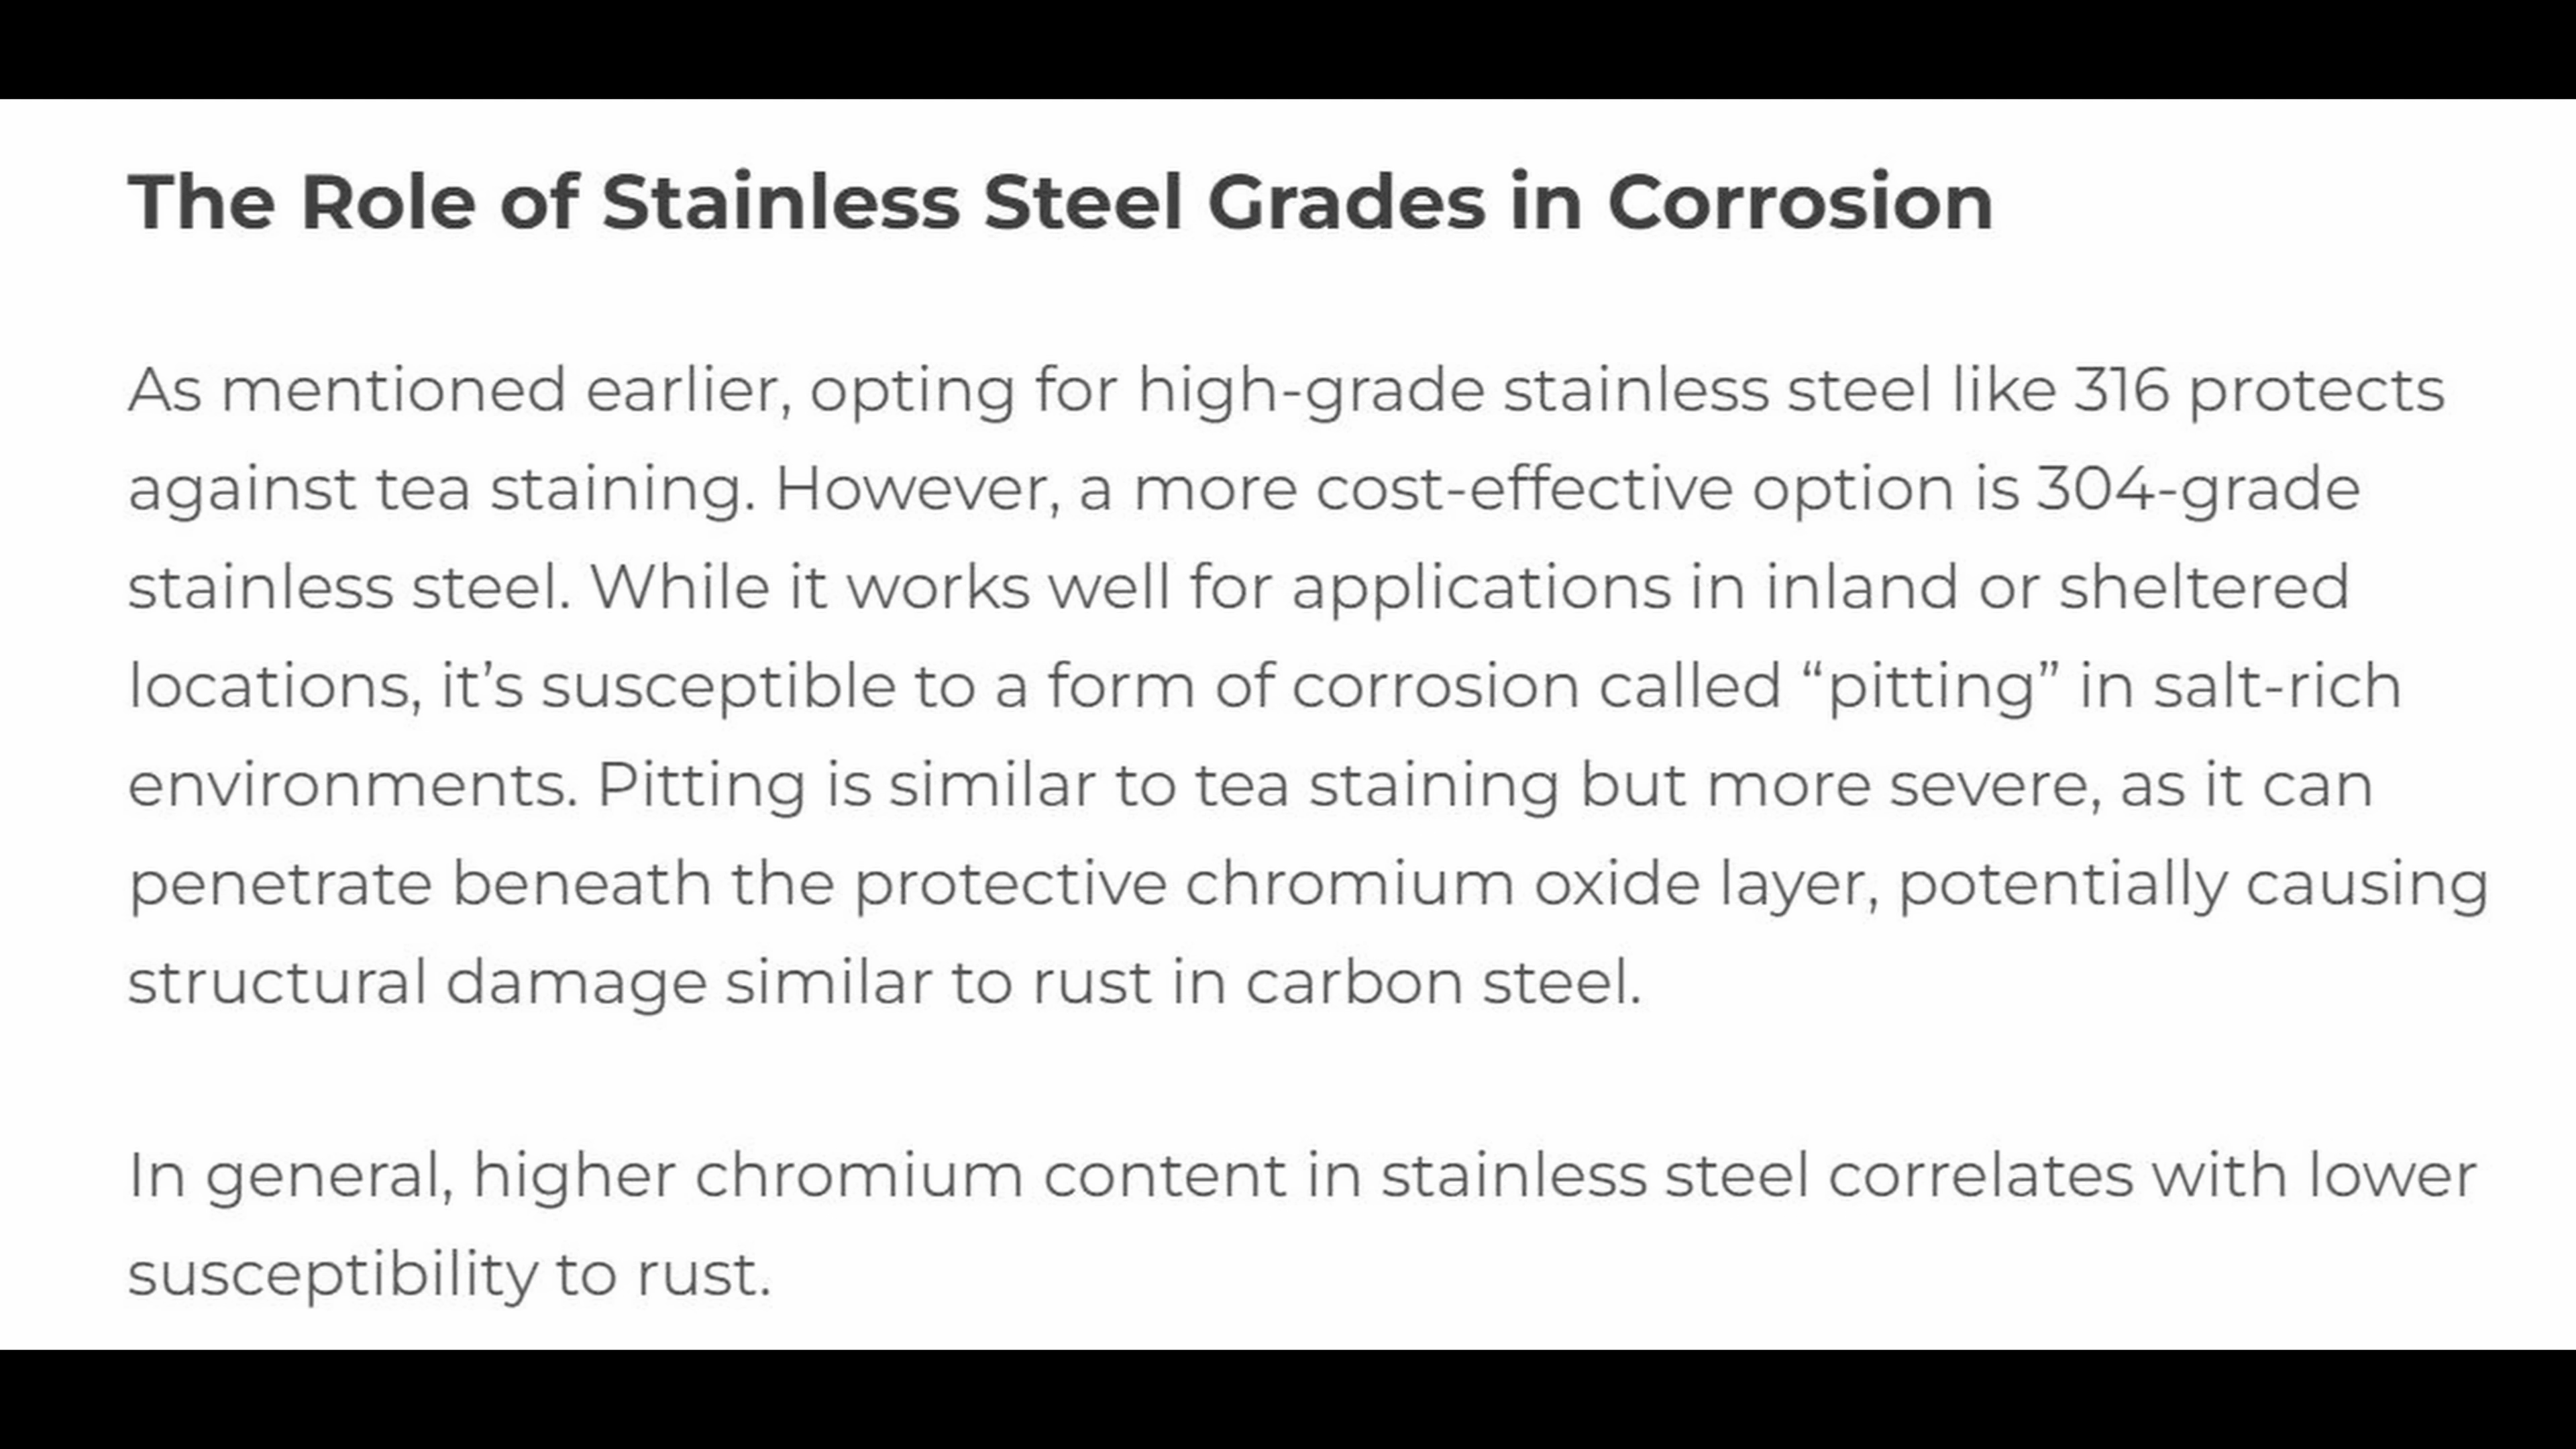 The Role of Stainless Steel Grades in Corrosion
As mentioned earlier, opting for high-grade stainless steel like 316 protects
against tea staining. However, a more cost-effective option is 304-grade
stainless steel. While it works well for applications in inland or sheltered
locations, it’s susceptible to a form of corrosion called “pitting” in salt-rich
environments. Pitting is similar to tea staining but more severe, as it can
penetrate beneath the protective chromium oxide layer, potentially causing
structural damage similar to rust in carbon steel.
In general, higher chromium content in stainless steel correlates with lower
susceptibility to rust.